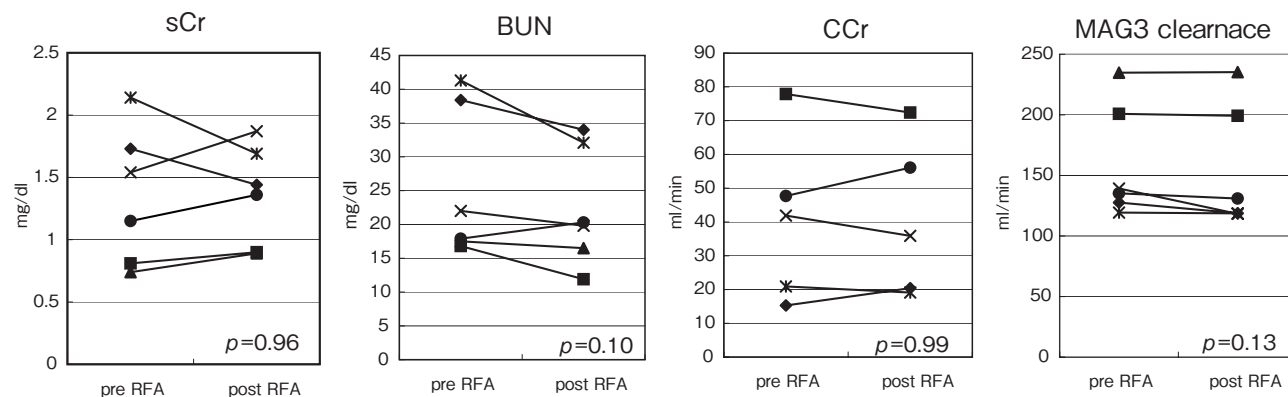 sCr
2.5
2
1.5
1
0.5
0
mg/dl
p=0.96
pre RFA
post RFA
BUN
45
40
35
30
25
20
15
10
5
0
mg/dl
p=0.10
pre RFA
post RFA
CCr
90
80
70
60
50
40
30
20
10
0
ml/min
p=0.99
pre RFA
post RFA
MAG3 clearnace
250
200
150
100
50
0
ml/min
p=0.13
pre RFA
post RFA